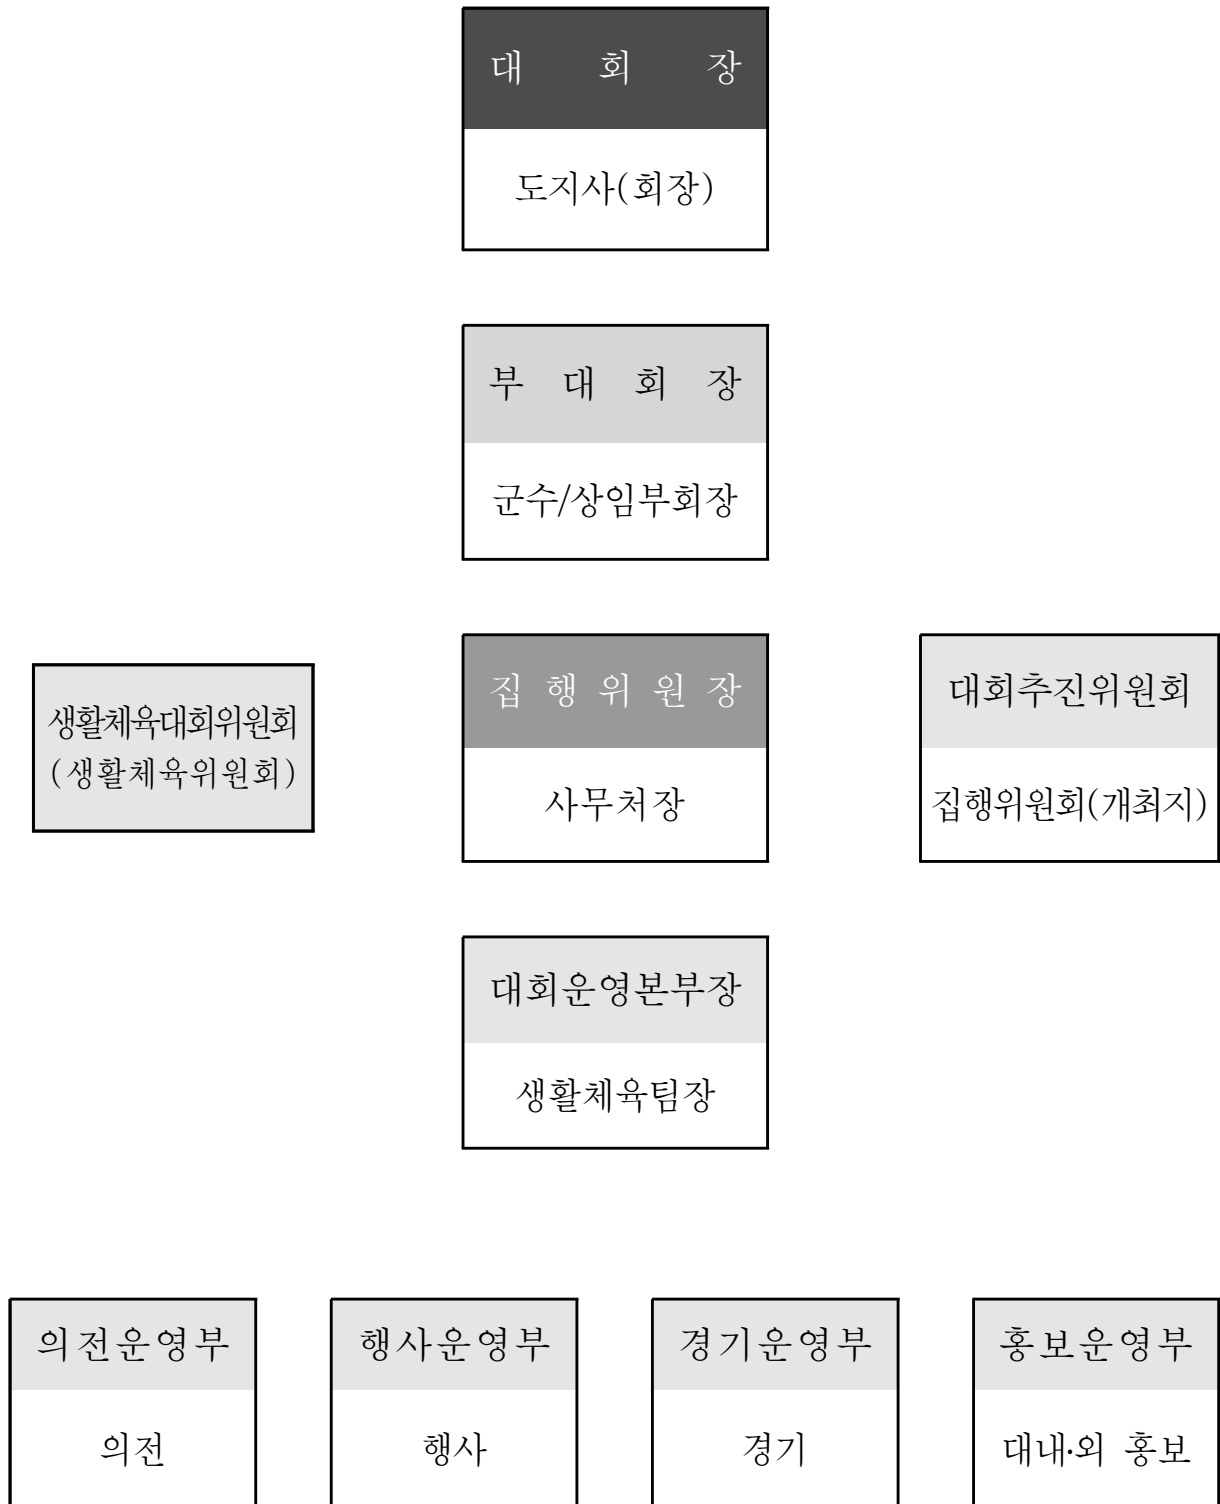 대 회 장
도지사(회장)
부 대 회 장
군수/상임부회장
생활체육대회위원회
(생활체육위원회)
집 행 위 원 장
사무처장
대회추진위원회
집행위원회(개최지)
대회운영본부장
생활체육팀장
의전운영부
의전
행사운영부
행사
경기운영부
경기
홍보운영부
대내·외 홍보